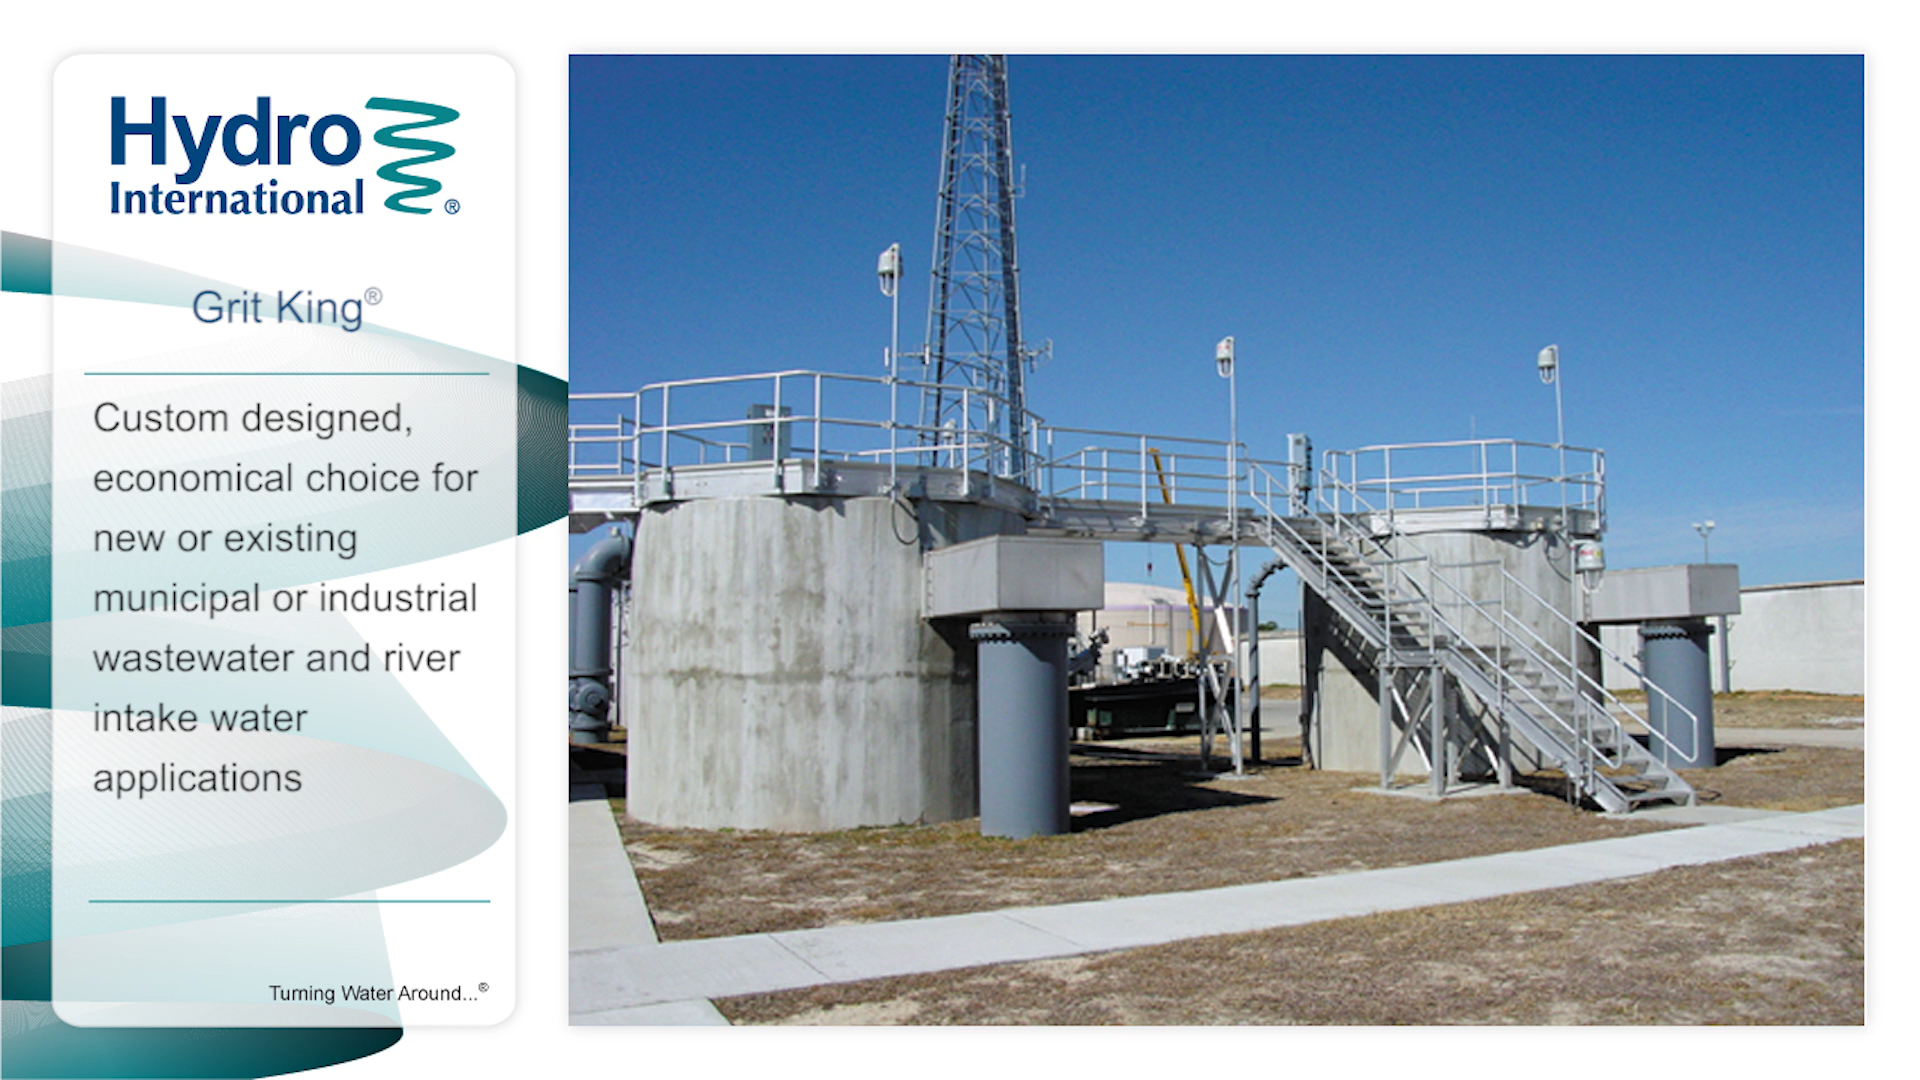 Hydro
International ®
Grit King®
Custom designed,
economical choice for
new or existing
municipal or industrial
wastewater and river
intake water
applications
Turning Water Around...®